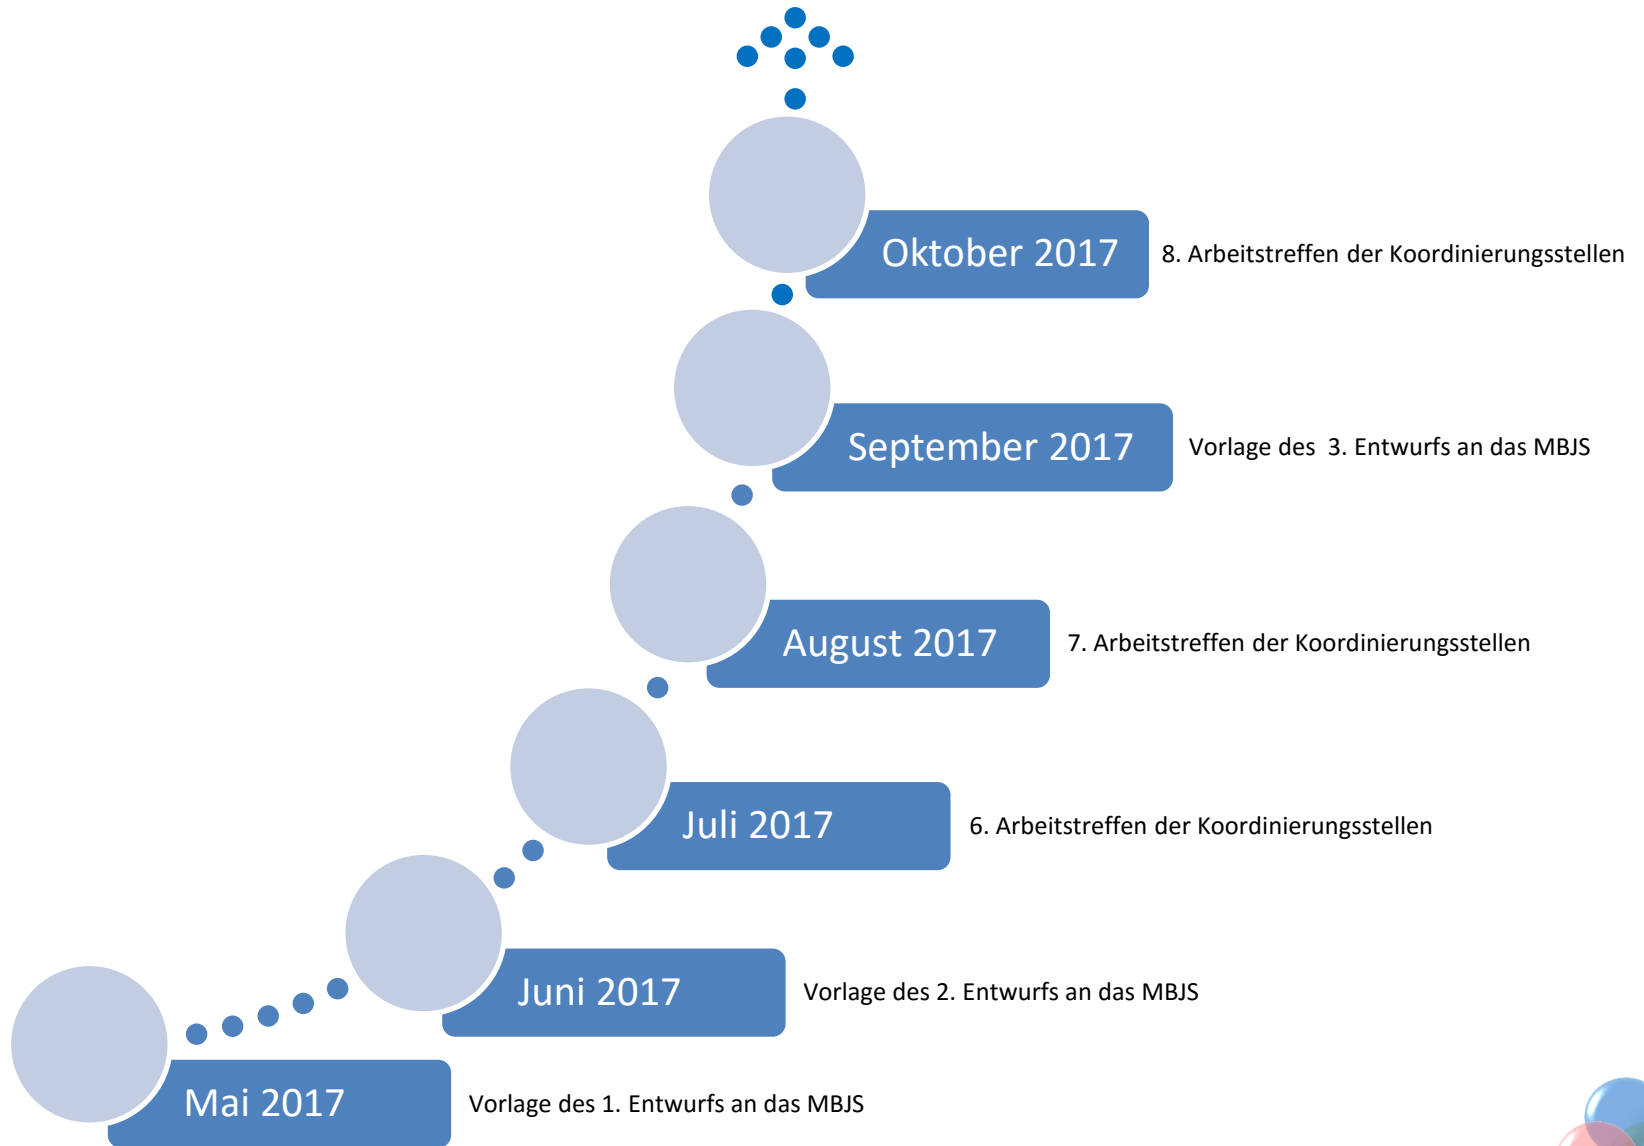 Oktober 2017
8. Arbeitstreffen der Koordinierungsstellen
September 2017
Vorlage des 3. Entwurfs an das MBJS
August 2017
7. Arbeitstreffen der Koordinierungsstellen
Juli 2017
6. Arbeitstreffen der Koordinierungsstellen
Juni 2017
Vorlage des 2. Entwurfs an das MBJS
Mai 2017
Vorlage des 1. Entwurfs an das MBJS